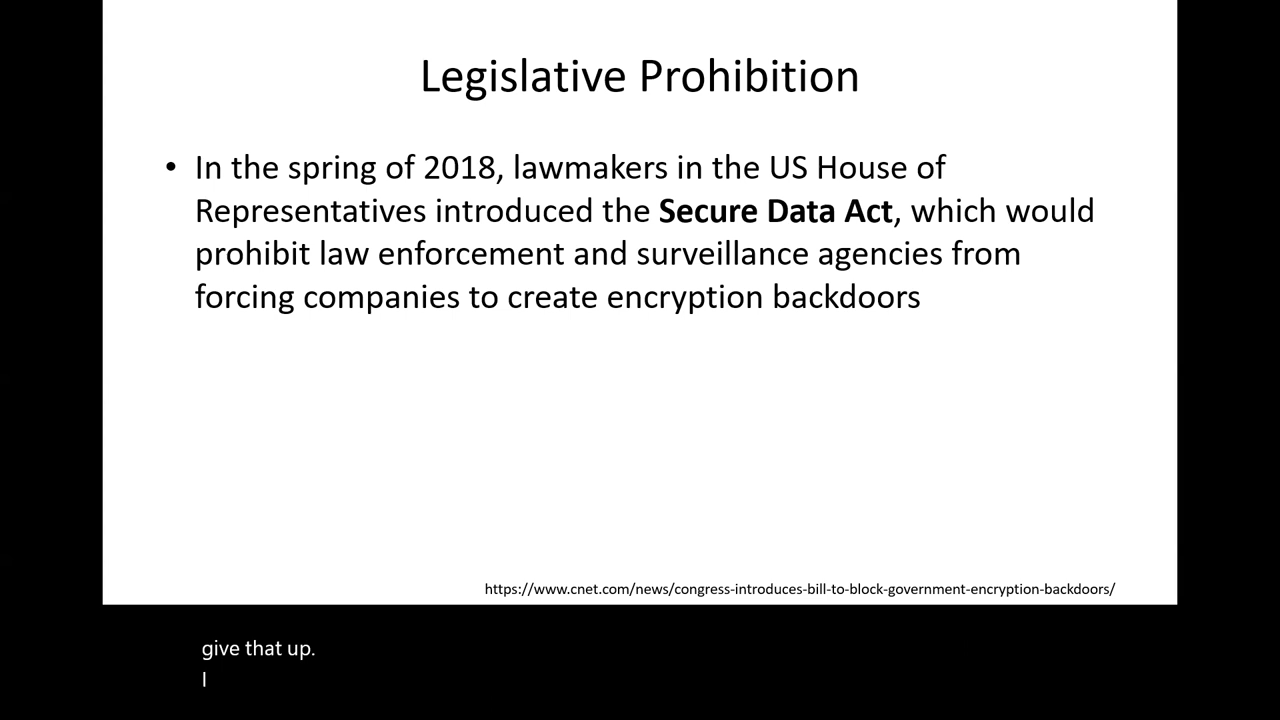 Legislative Prohibition
• In the spring of 2018, lawmakers in the US House of
Representatives introduced the Secure Data Act, which would
prohibit law enforcement and surveillance agencies from
forcing companies to create encryption backdoors
https://www.cnet.com/news/congress-introduces-bill-to-block-government-encryption-backdoors/
give that up.
I